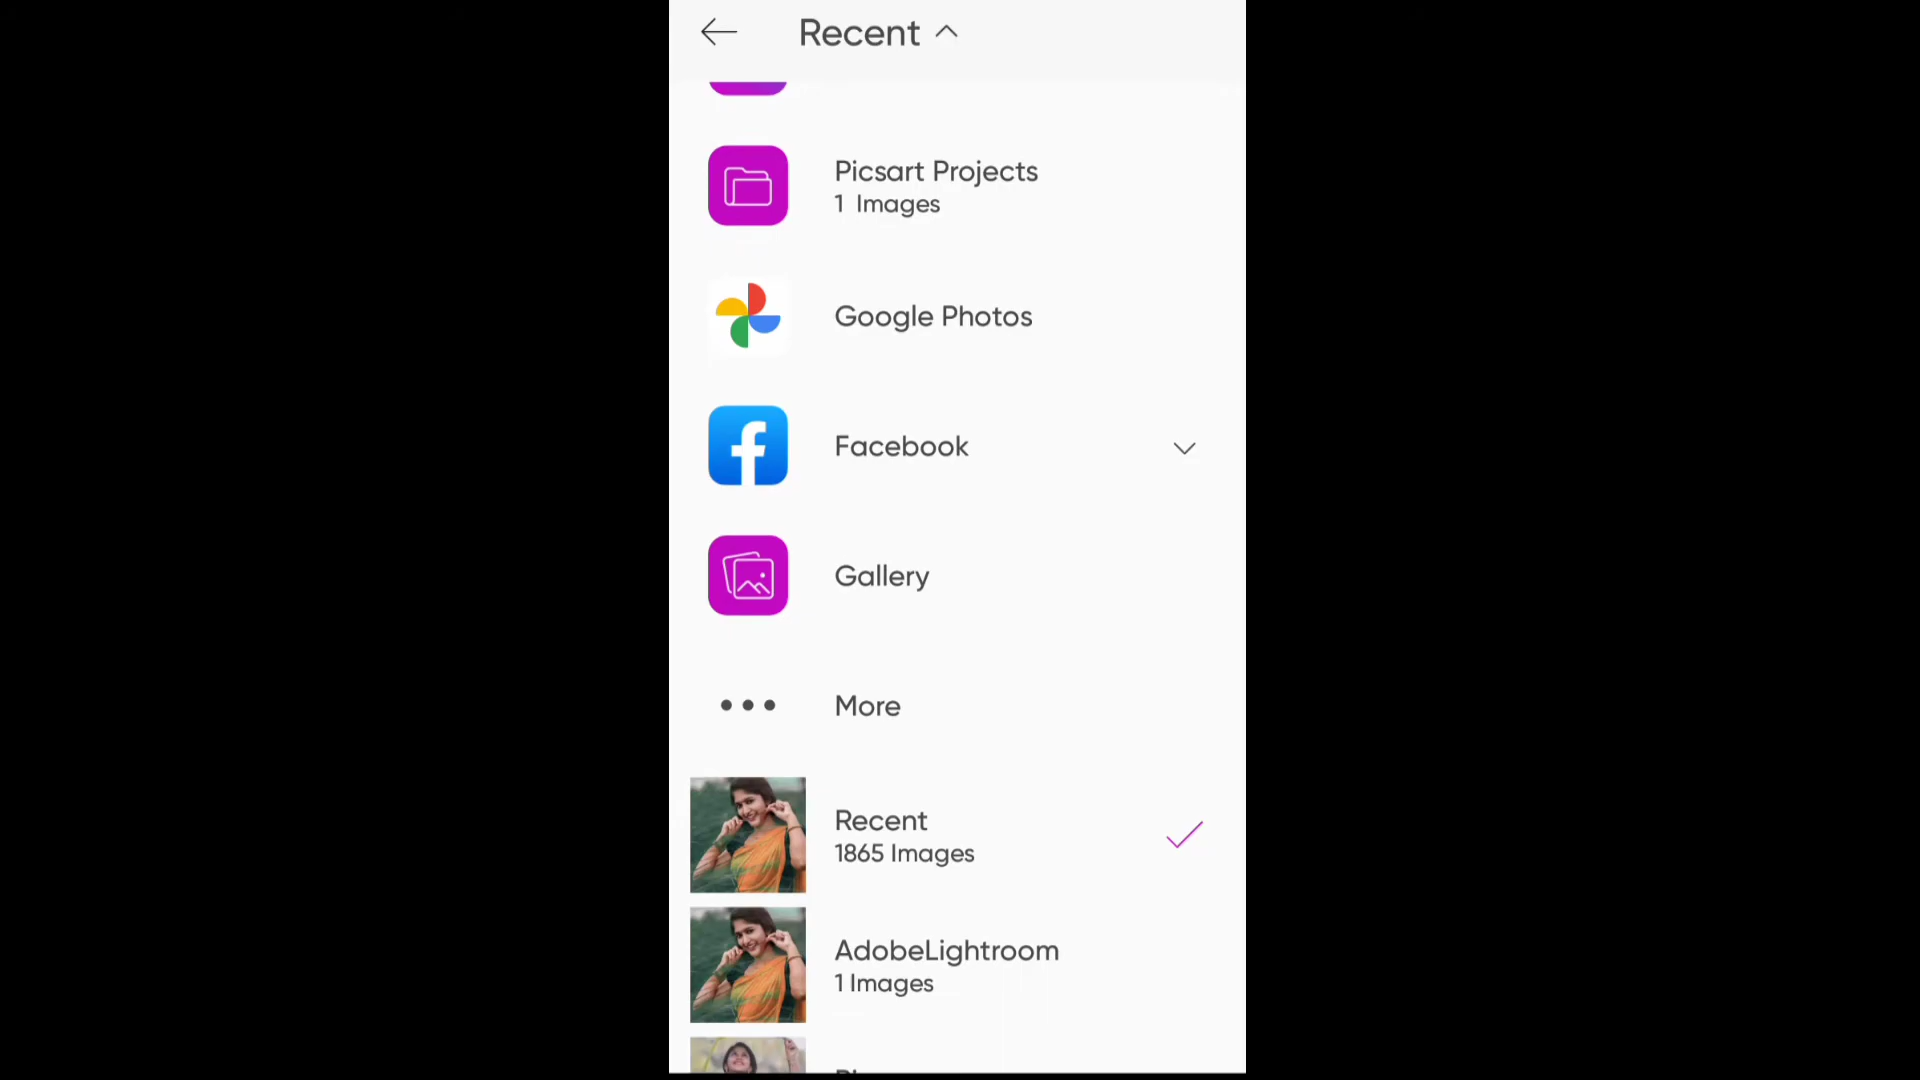 Recent
Picsart Projects
1 Images
Google Photos
Facebook
Gallery
More
Recent
1865 Images
AdobeLightroom
1 Images